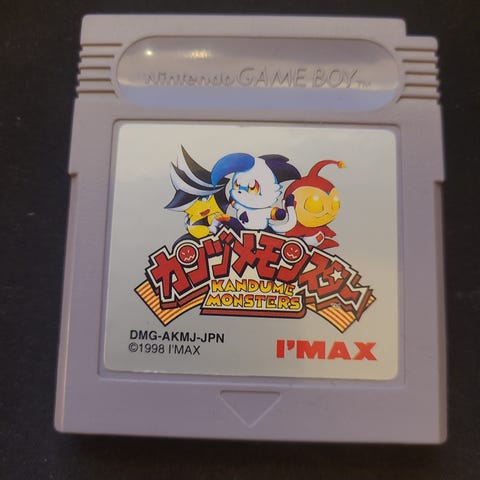 Nintendo GAME BOY™
カンヅメモンスター
KANDUME
MONSTERS
DMG-AKMJ-JPN
©1998 I'MAX
I'MAX